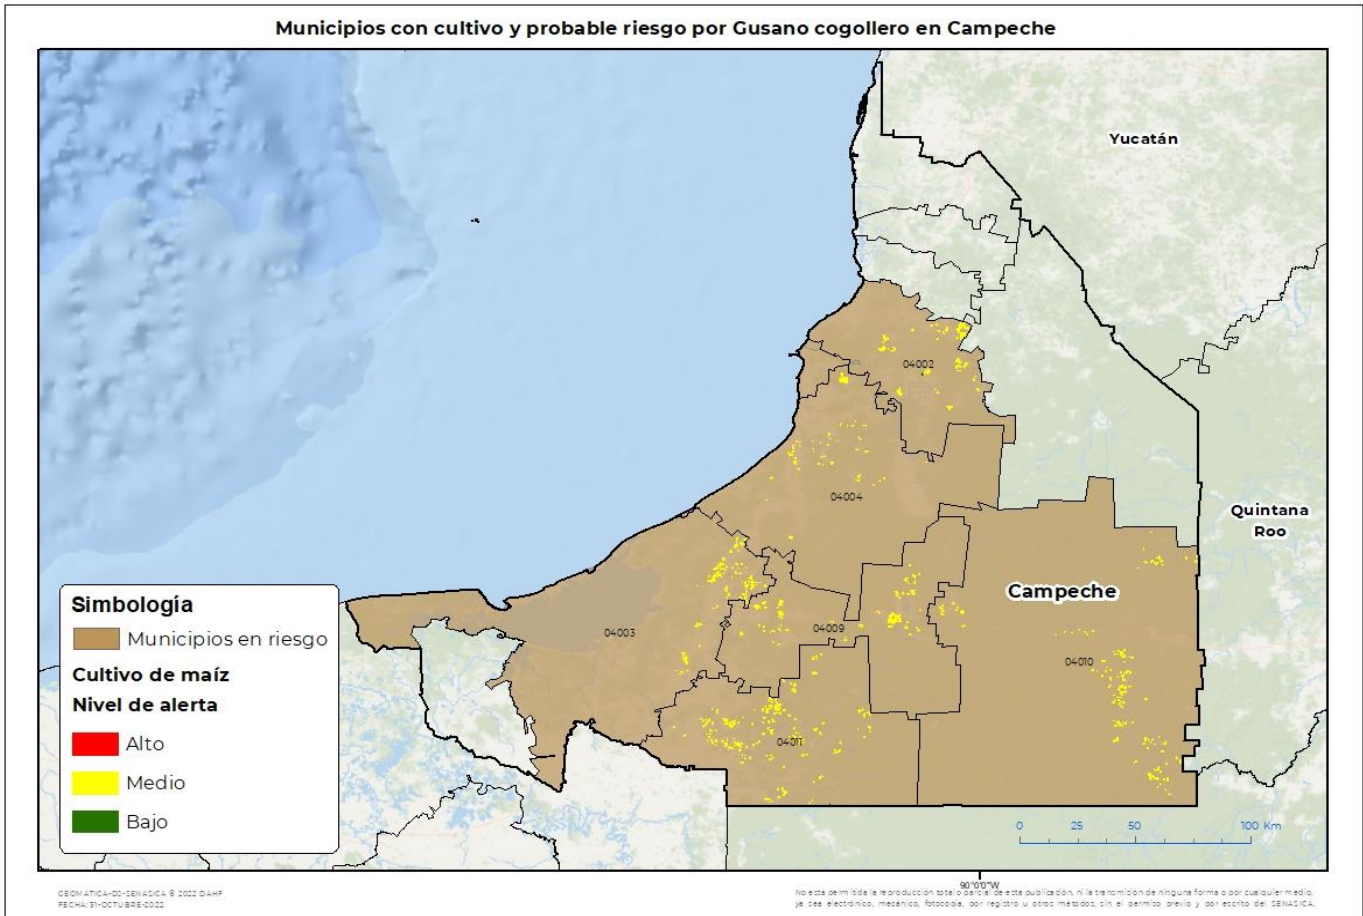 Municipios con cultivo y probable riesgo por Gusano cogollero en Campeche
Yucatán
04002
04004
Quintana
Roo
Campeche
04003
04009
04010
04011
Simbología
Municipios en riesgo
Cultivo de maíz
Nivel de alerta
Alto
Medio
Bajo
0 25 50 100 Km
90°0'0"W
GEOMATICA-DJ-SENASICA © 2022 DAHF
FECHA: 31-OCTUBRE-2022
No esta permitida la reproducción total o parcial de esta publicación, ni la transmisión de ninguna forma o por cualquier medio,
ya sea electrónico, mecánico, fotocopia, por registro u otros métodos, sin el permiso previo y por escrito del SENASICA.